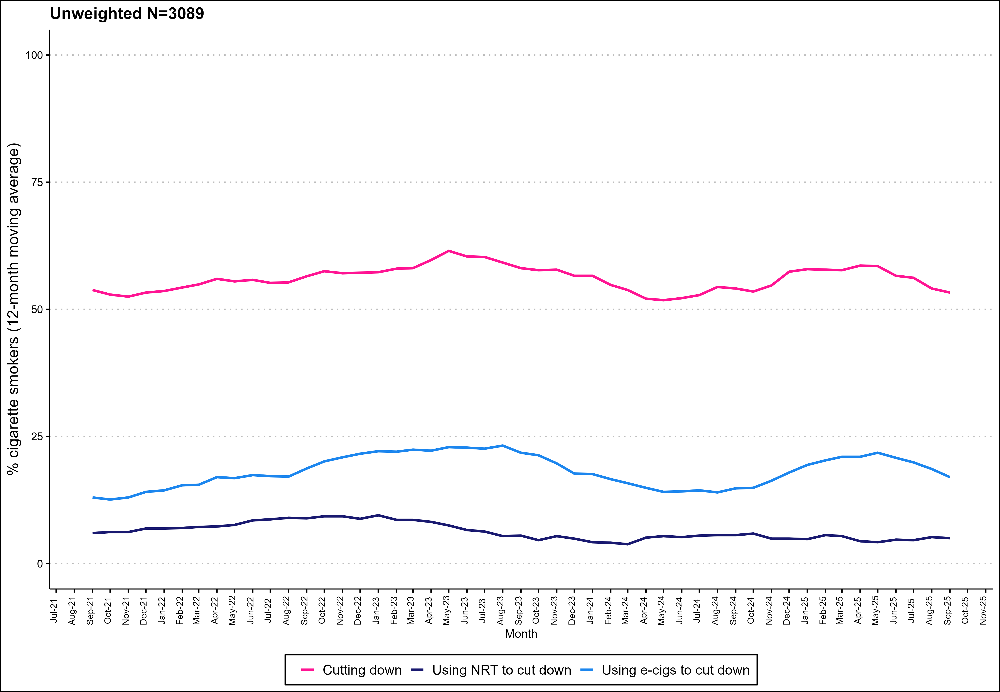 Unweighted N=3089
% cigarette smokers (12-month moving average)
100
75
50
25
0
Jul-21
Aug-21
Sep-21
Oct-21
Nov-21
Dec-21
Jan-22
Feb-22
Mar-22
Apr-22
May-22
Jun-22
Jul-22
Aug-22
Sep-22
Oct-22
Nov-22
Dec-22
Jan-23
Feb-23
Mar-23
Apr-23
May-23
Jun-23
Jul-23
Aug-23
Sep-23
Oct-23
Nov-23
Dec-23
Jan-24
Feb-24
Mar-24
Apr-24
May-24
Jun-24
Jul-24
Aug-24
Sep-24
Oct-24
Nov-24
Dec-24
Jan-25
Feb-25
Mar-25
Apr-25
May-25
Jun-25
Jul-25
Aug-25
Sep-25
Oct-25
Nov-25
Month
Cutting down
Using NRT to cut down
Using e-cigs to cut down